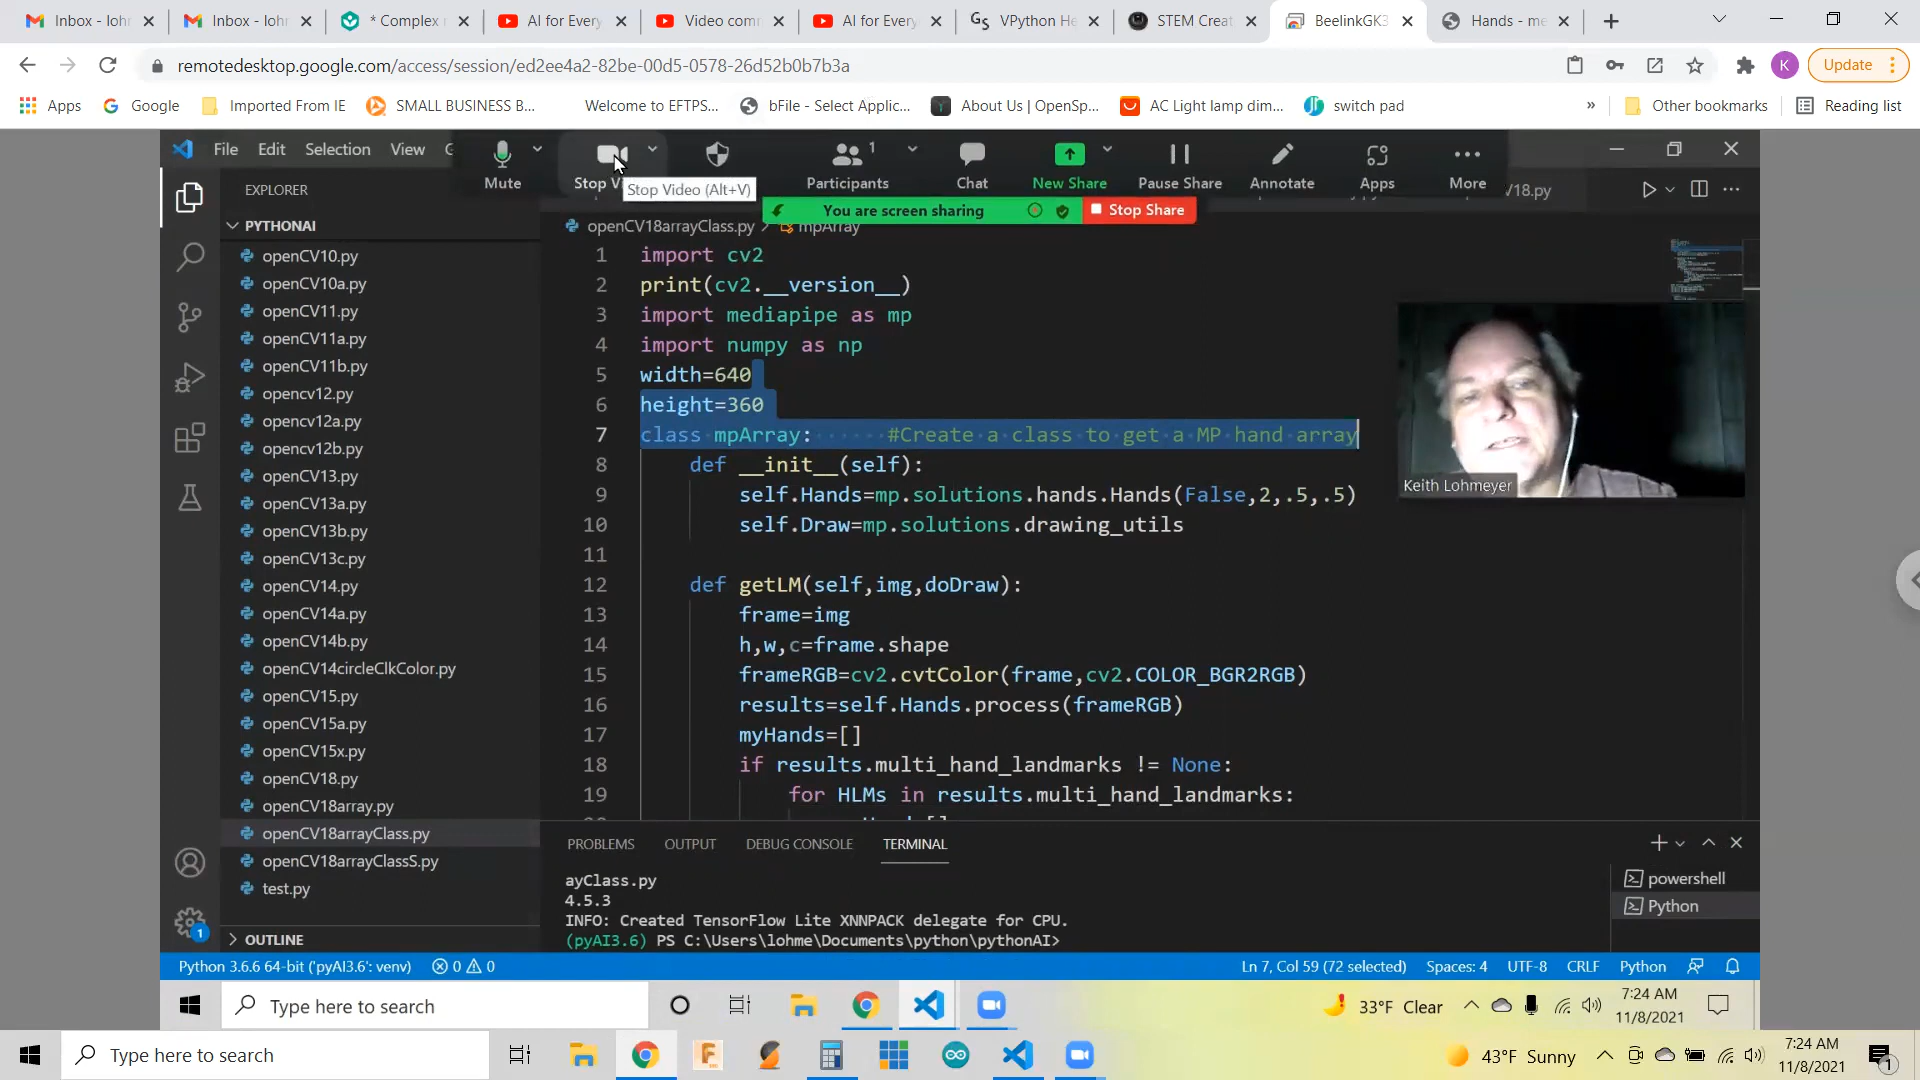 Inbox - lohr
Inbox - lohr
* Complex
AI for Every
Video com
AI for Every
VPython He
STEM Creat
BeelinkGK3
Hands - me
remotedesktop.google.com/access/session/ed2ee4a2-82be-00d5-0578-26d52b0b7b3a
K
Update
Apps
Google
Imported From IE
SMALL BUSINESS B...
Welcome to EFTPS...
bFile - Select Applic...
About Us | OpenSp...
AC Light lamp dim...
switch pad
»
Other bookmarks
Reading list
File Edit Selection View G
Mute
Stop Vi
Stop Video (Alt+V)
Participants
1
Chat
New Share
Pause Share
Annotate
Apps
More
V18.py
You are screen sharing
Stop Share
EXPLORER
PYTHONAI
openCV10.py
openCV10a.py
openCV11.py
openCV11a.py
openCV11b.py
opencv12.py
opencv12a.py
opencv12b.py
openCV13.py
openCV13a.py
openCV13b.py
openCV13c.py
openCV14.py
openCV14a.py
openCV14b.py
openCV14circleClkColor.py
openCV15.py
openCV15a.py
openCV15x.py
openCV18.py
openCV18array.py
openCV18arrayClass.py
openCV18arrayClassS.py
test.py
OUTLINE
openCV18arrayClass.py > mpArray
1 import cv2
2 print(cv2.__version__)
3 import mediapipe as mp
4 import numpy as np
5 width=640
6 height=360
7 class mpArray: #Create a class to get a MP hand array
8 def __init__(self):
9 self.Hands=mp.solutions.hands.Hands(False,2,.5,.5)
10 self.Draw=mp.solutions.drawing_utils
11
12 def getLM(self,img,doDraw):
13 frame=img
14 h,w,c=frame.shape
15 frameRGB=cv2.cvtColor(frame,cv2.COLOR_BGR2RGB)
16 results=self.Hands.process(frameRGB)
17 myHands=[]
18 if results.multi_hand_landmarks != None:
19 for HLMs in results.multi_hand_landmarks:
Keith Lohmeyer
PROBLEMS OUTPUT DEBUG CONSOLE TERMINAL
ayClass.py
4.5.3
INFO: Created TensorFlow Lite XNNPACK delegate for CPU.
(pyAI3.6) PS C:\Users\lohme\Documents\python\pythonAI>
powershell
Python
1
Python 3.6.6 64-bit ('pyAI3.6': venv) 0 0
Ln 7, Col 59 (72 selected) Spaces: 4 UTF-8 CRLF Python
Type here to search
33°F Clear
7:24 AM
11/8/2021
Type here to search
43°F Sunny
7:24 AM
11/8/2021
1